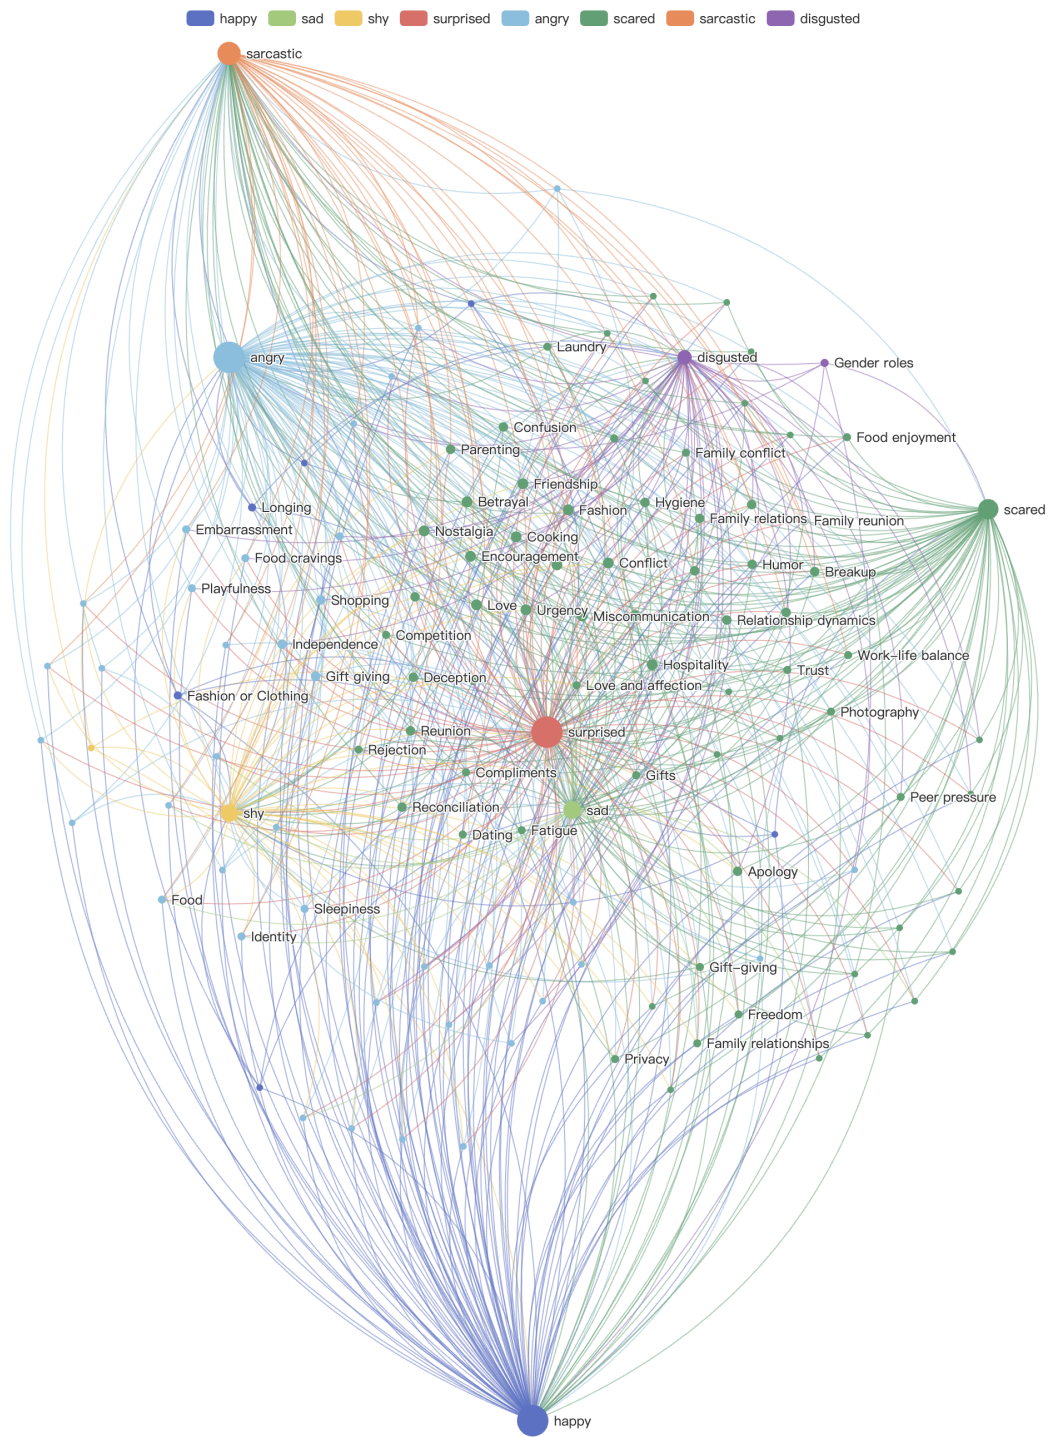 happy sad shy surprised angry scared sarcastic disgusted
sarcastic
Laundry
angry
disgusted
Gender roles
Confusion
Food enjoyment
Parenting
Family conflict
Friendship
Betrayal
Hygiene
Longing
Fashion
scared
Family relations
Family reunion
Embarrassment
Nostalgia
Cooking
Food cravings
Encouragement
Conflict
Humor
Breakup
Playfulness
Shopping
Love
Urgency
Miscommunication
Relationship dynamics
Competition
Independence
Work-life balance
Hospitality
Trust
Gift giving
Deception
Love and affection
Fashion or Clothing
Photography
Reunion
surprised
Rejection
Compliments
Gifts
Peer pressure
Reconciliation
shy
sad
Dating
Fatigue
Apology
Food
Sleepiness
Identity
Gift-giving
Freedom
Family relationships
Privacy
happy